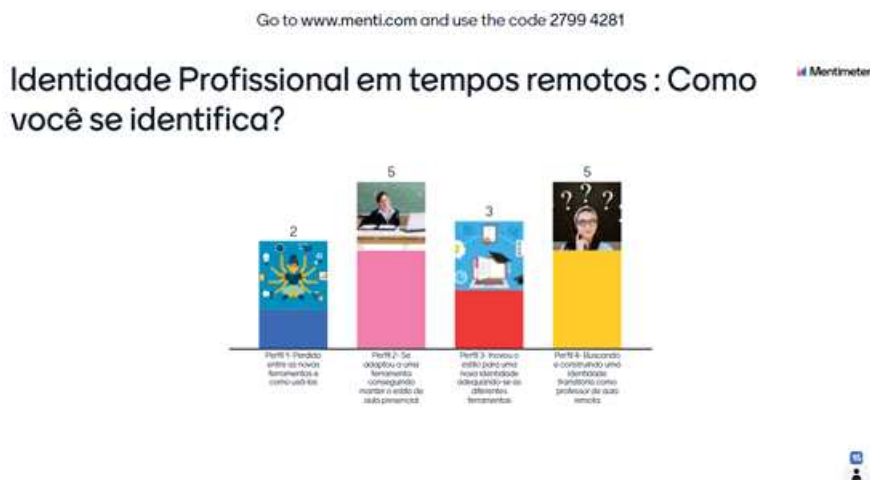 Go to www.menti.com and use the code 2799 4281
Identidade Profissional em tempos remotos : Como
você se identifica?
Mentimeter
2
5
3
5
Perfil 1- Perdido
entre as novas
ferramentas e
como usá-las
Perfil 2- Se
adaptou a uma
ferramenta
conseguindo
manter o estilo de
aula presencial
Perfil 3- Inovou o
estilo para uma
nova identidade
adequando-se as
diferentes
ferramentas
Perfil 4- Buscando
e construindo uma
identidade
transitória como
professor de aula
remota
15